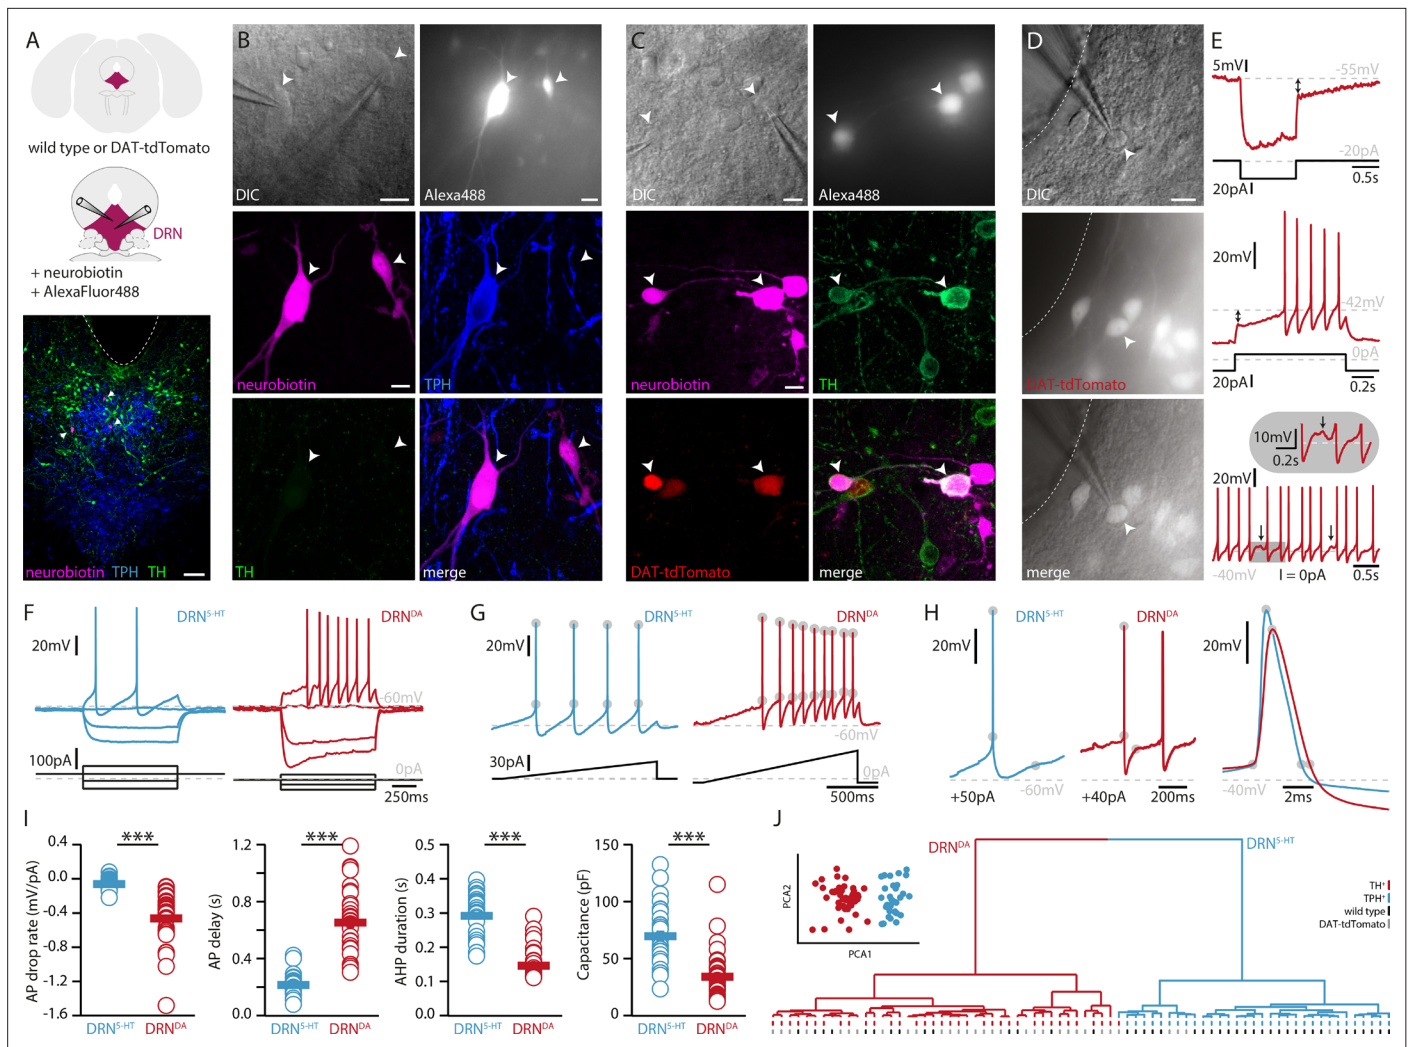 A
wild type or DAT-tdTomato
DRN
+ neurobiotin
+ AlexaFluor488
neurobiotin TPH TH
B
DIC
Alexa488
neurobiotin
TPH
TH
merge
C
DIC
Alexa488
neurobiotin
TH
DAT-tdTomato
merge
D
DIC
DAT-tdTomato
merge
E
5mV
-55mV
-20pA
20pA
0.5s
20mV
-42mV
0pA
20pA
0.2s
10mV
0.2s
20mV
-40mV
I = 0pA
0.5s
F
DRN5-HT
DRNDA
20mV
-60mV
100pA
0pA
250ms
G
DRN5-HT
DRNDA
20mV
-60mV
30pA
0pA
500ms
H
DRN5-HT
DRNDA
20mV
20mV
-60mV
-40mV
+50pA
+40pA
200ms
2ms
I
***
AP drop rate (mV/pA)
0.4
0.0
-0.4
-0.8
-1.2
-1.6
DRN5-HT DRNDA
***
AP delay (s)
1.2
0.8
0.4
0.0
DRN5-HT DRNDA
***
AHP duration (s)
0.5
0.4
0.3
0.2
0.1
0.0
DRN5-HT DRNDA
***
Capacitance (pF)
150
100
50
0
DRN5-HT DRNDA
J
DRNDA
DRN5-HT
PCA2
PCA1
TH+
TPH+
wild type
DAT-tdTomato